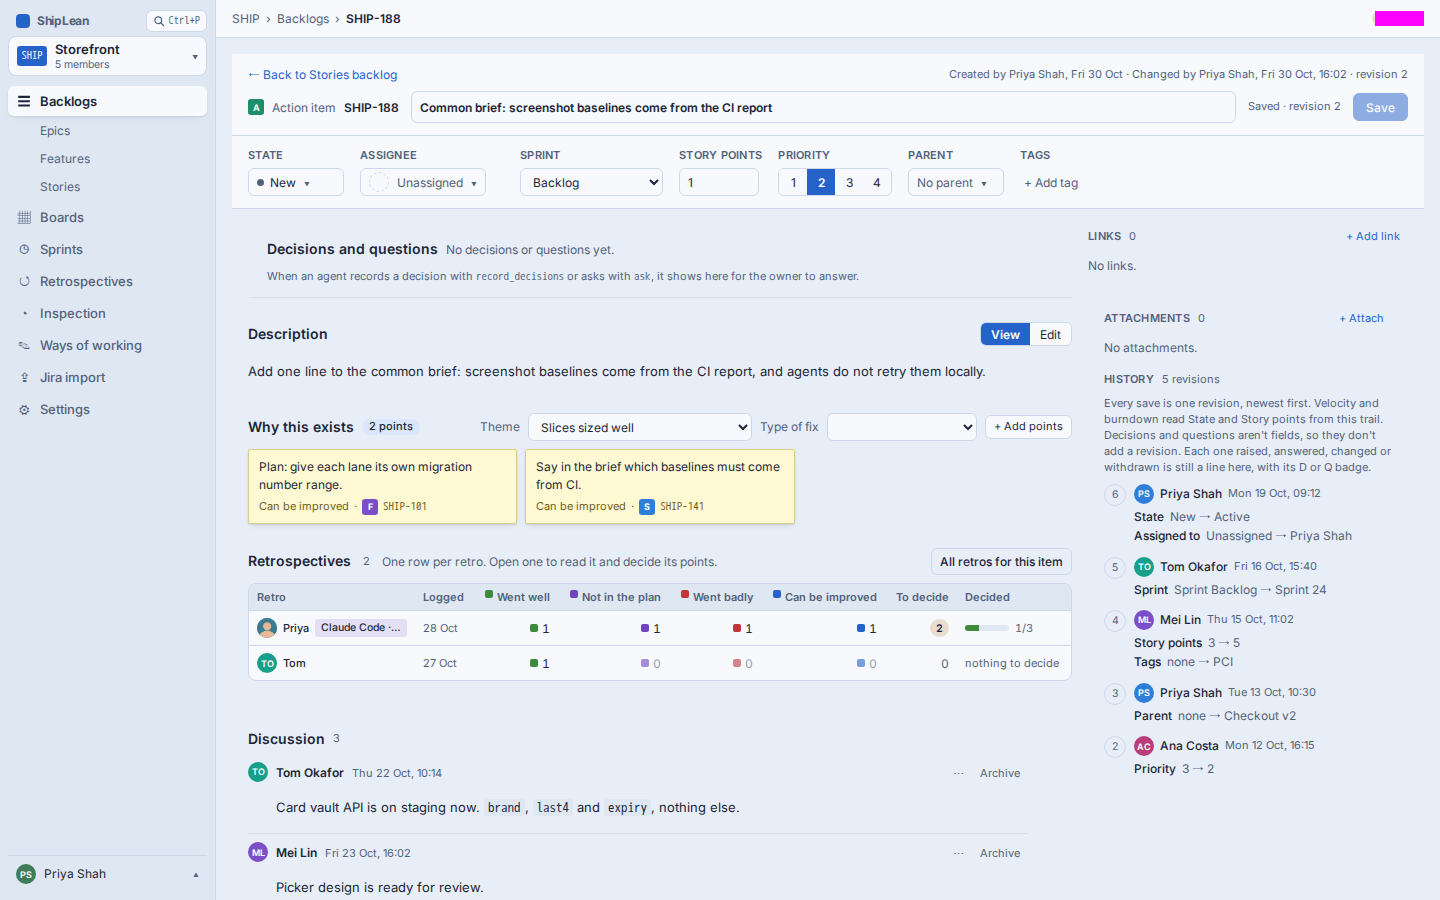 ShipLean
Ctrl+P
SHIP
Storefront
5 members
Backlogs
Epics
Features
Stories
Boards
Sprints
Retrospectives
Inspection
Ways of working
Jira import
Settings
PS Priya Shah
SHIP › Backlogs › SHIP-188
← Back to Stories backlog
Created by Priya Shah, Fri 30 Oct · Changed by Priya Shah, Fri 30 Oct, 16:02 · revision 2
A Action item SHIP-188 Common brief: screenshot baselines come from the CI report Saved · revision 2 Save
STATE ASSIGNEE SPRINT STORY POINTS PRIORITY PARENT TAGS
New Unassigned Backlog 1 1 2 3 4 No parent + Add tag
Decisions and questions No decisions or questions yet.
When an agent records a decision with record_decisions or asks with ask, it shows here for the owner to answer.
Description View Edit
Add one line to the common brief: screenshot baselines come from the CI report, and agents do not retry them locally.
Why this exists 2 points Theme Slices sized well Type of fix + Add points
Plan: give each lane its own migration
number range.
Can be improved · F SHIP-101
Say in the brief which baselines must come
from CI.
Can be improved · S SHIP-141
Retrospectives 2 One row per retro. Open one to read it and decide its points. All retros for this item
Retro Logged Went well Not in the plan Went badly Can be improved To decide Decided
Priya Claude Code ·... 28 Oct 1 1 1 1 2 1/3
TO Tom 27 Oct 1 0 0 0 0 nothing to decide
Discussion 3
TO Tom Okafor Thu 22 Oct, 10:14 ... Archive
Card vault API is on staging now. brand, last4 and expiry, nothing else.
ML Mei Lin Fri 23 Oct, 16:02 ... Archive
Picker design is ready for review.
LINKS 0 + Add link
No links.
ATTACHMENTS 0 + Attach
No attachments.
HISTORY 5 revisions
Every save is one revision, newest first. Velocity and
burndown read State and Story points from this trail.
Decisions and questions aren't fields, so they don't
add a revision. Each one raised, answered, changed or
withdrawn is still a line here, with its D or Q badge.
6 PS Priya Shah Mon 19 Oct, 09:12
State New → Active
Assigned to Unassigned → Priya Shah
5 TO Tom Okafor Fri 16 Oct, 15:40
Sprint Sprint Backlog → Sprint 24
4 ML Mei Lin Thu 15 Oct, 11:02
Story points 3 → 5
Tags none → PCI
3 PS Priya Shah Tue 13 Oct, 10:30
Parent none → Checkout v2
2 AC Ana Costa Mon 12 Oct, 16:15
Priority 3 → 2